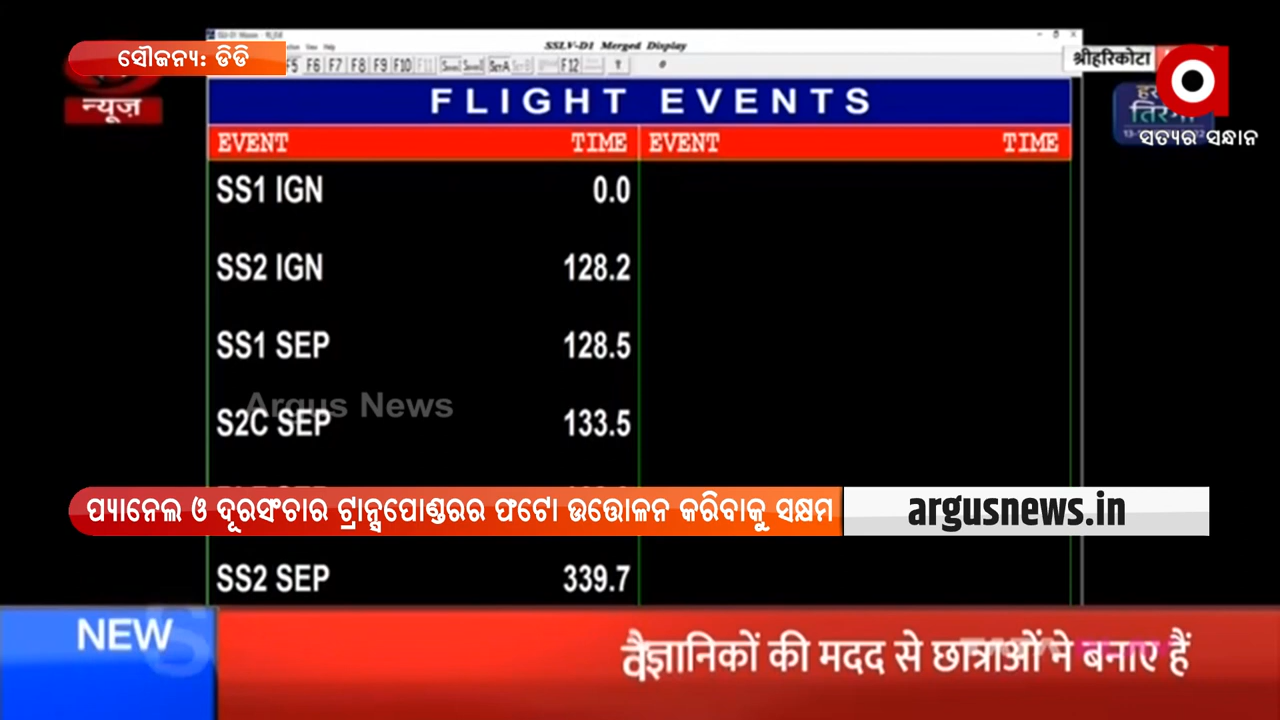 SSLV-D1 Merged Display
ସୌଜନ୍ୟ: ଡିଡି
F5 F6 F7 F8 F9 F10 F11
F12
श्रीहरिकोटा
न्यूज़
हर
तिरंगा
ସତ୍ୟର ସନ୍ଧାନ
FLIGHT EVENTS
EVENT TIME EVENT TIME
SS1 IGN 0.0
SS2 IGN 128.2
SS1 SEP 128.5
Argus News
S2C SEP 133.5
ପ୍ୟାନେଲ ଓ ଦୂରସଂଚାର ଟ୍ରାନ୍ସପୋଣ୍ଡରର ଫଟୋ ଉତ୍ତୋଳନ କରିବାକୁ ସକ୍ଷମ
argusnews.in
SS2 SEP 339.7
NEW
वैज्ञानिकों की मदद से छात्राओं ने बनाए हैं